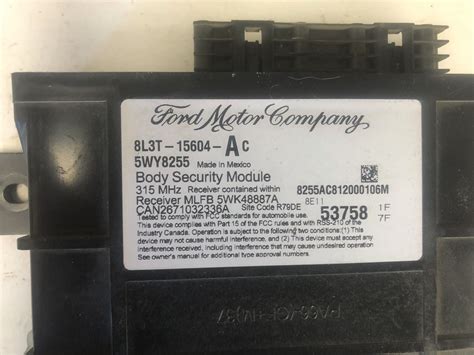 Ford Motor Company
8L3T-15604-AC
5WY8255 Made in Mexico
Body Security Module
315 MHz Receiver contained within 8255AC812000106M
Receiver MLFB 5WK48887A 8E11
CAN2671032336A Site Code R79DE 53758 1F
7F
Tested to comply with FCC standards for automobile use.
This device complies with Part 15 of the FCC rules and with RSS-210 of
Industry Canada. Operation is subject to the following two conditions:(1) This device
may not cause harmful interference, and (2) This device must accept any
interference received, including Interference that may cause undesired operation
See owner's manual for addition type approval numbers.